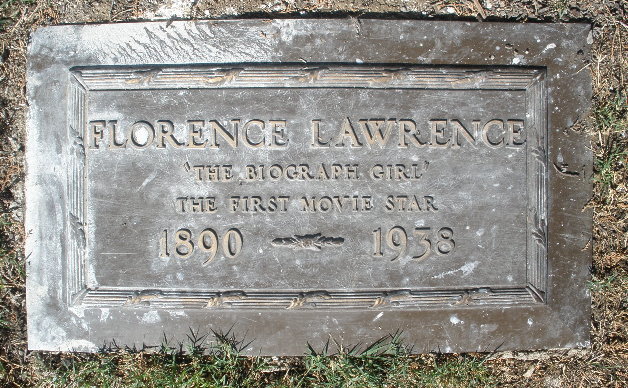 FLORENCE LAWRENCE
'THE BIOGRAPH GIRL'
THE FIRST MOVIE STAR
1890 1938